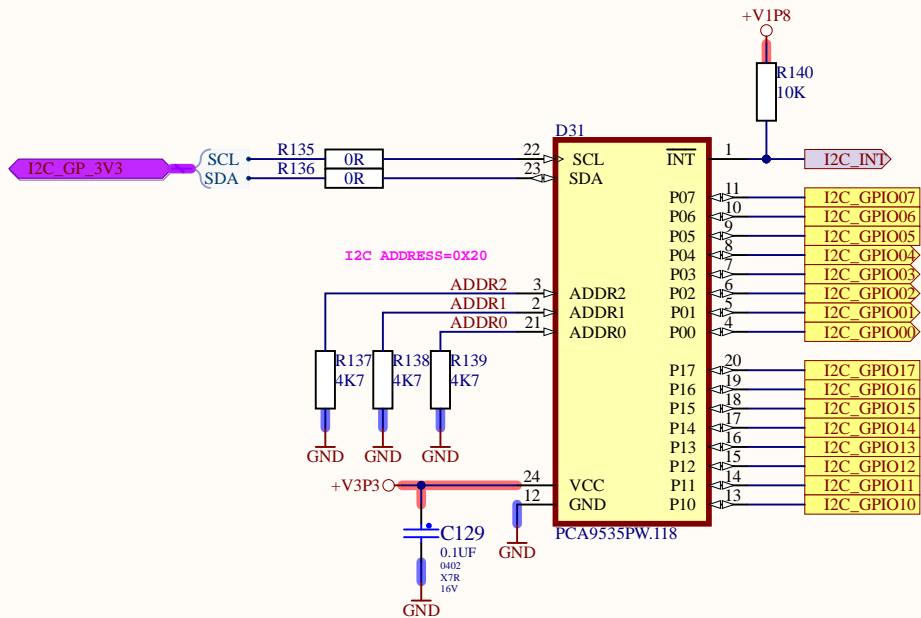 +V1P8
R140
10K
D31
I2C_GP_3V3
SCL
SDA
R135
0R
R136
0R
22
SCL
23
SDA
INT
1
I2C_INT
P07
11
I2C_GPIO07
P06
10
I2C_GPIO06
P05
9
I2C_GPIO05
P04
8
I2C_GPIO04
P03
7
I2C_GPIO03
P02
6
I2C_GPIO02
P01
5
I2C_GPIO01
P00
4
I2C_GPIO00
I2C ADDRESS=0X20
ADDR2
3
ADDR2
ADDR1
2
ADDR1
ADDR0
21
ADDR0
R137
4K7
R138
4K7
R139
4K7
GND
GND
GND
P17
20
I2C_GPIO17
P16
19
I2C_GPIO16
P15
18
I2C_GPIO15
P14
17
I2C_GPIO14
P13
16
I2C_GPIO13
P12
15
I2C_GPIO12
P11
14
I2C_GPIO11
P10
13
I2C_GPIO10
+V3P3
24
VCC
12
GND
PCA9535PW.118
C129
0.1UF
0402
X7R
16V
GND
GND